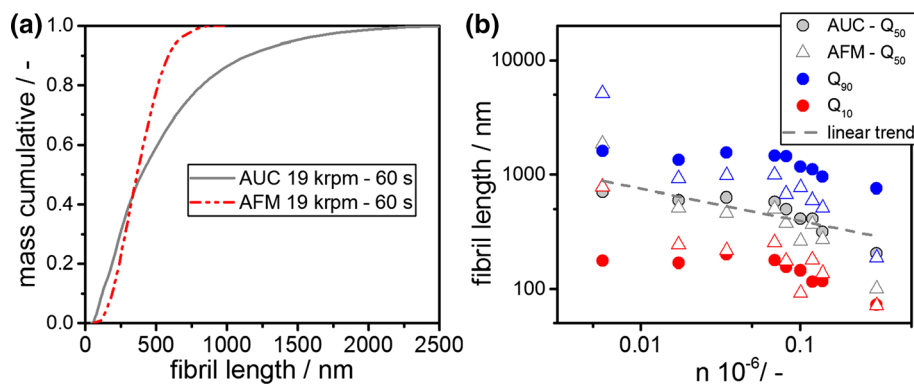 (a)
1.0
0.8
0.6
0.4
0.2
0.0
mass cumulative / -
AUC 19 krpm - 60 s
AFM 19 krpm - 60 s
0 500 1000 1500 2000 2500
fibril length / nm
(b)
10000
1000
100
fibril length / nm
AUC - Q50
AFM - Q50
Q90
Q10
linear trend
0.01 0.1
n 10-6/ -